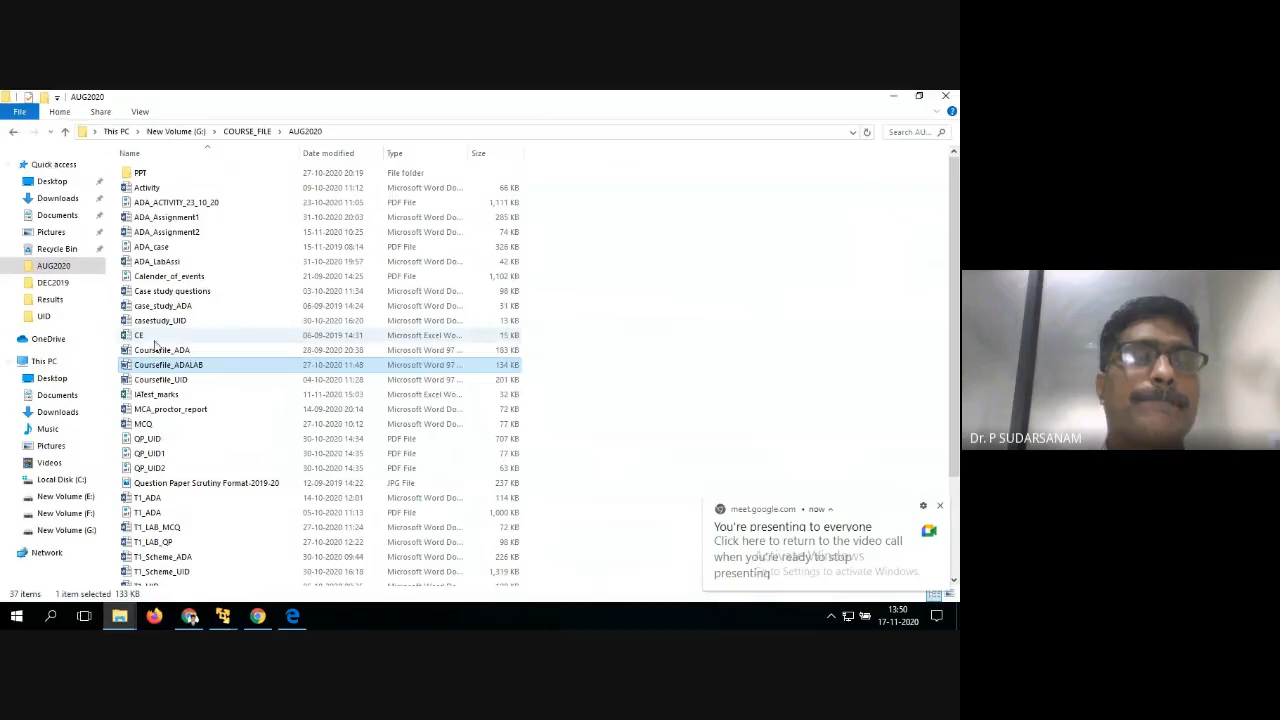 AUG2020
File Home Share View
This PC > New Volume (G:) > COURSE_FILE > AUG2020
Search AU...
Name Date modified Type Size
Quick access
Desktop
Downloads
Documents
Pictures
Recycle Bin
AUG2020
DEC2019
Results
UID
OneDrive
This PC
Desktop
Documents
Downloads
Music
Pictures
Videos
Local Disk (C:)
New Volume (E:)
New Volume (F:)
New Volume (G:)
Network
PPT 27-10-2020 20:19 File folder
Activity 09-10-2020 11:12 Microsoft Word Do... 66 KB
ADA_ACTIVITY_23_10_20 23-10-2020 11:05 PDF File 1,111 KB
ADA_Assignment1 31-10-2020 20:03 Microsoft Word Do... 285 KB
ADA_Assignment2 15-11-2020 10:25 Microsoft Word Do... 74 KB
ADA_case 15-11-2019 08:14 PDF File 326 KB
ADA_LabAssi 31-10-2020 19:57 Microsoft Word Do... 42 KB
Calender_of_events 21-09-2020 14:25 PDF File 1,102 KB
Case study questions 03-10-2020 11:34 Microsoft Word Do... 98 KB
case_study_ADA 06-09-2019 14:24 Microsoft Word Do... 31 KB
casestudy_UID 30-10-2020 16:20 Microsoft Word Do... 13 KB
CE 06-09-2019 14:31 Microsoft Excel Wo... 15 KB
Coursefile_ADA 28-09-2020 20:38 Microsoft Word 97 ... 183 KB
Coursefile_ADALAB 27-10-2020 11:48 Microsoft Word 97 ... 134 KB
Coursefile_UID 04-10-2020 11:28 Microsoft Word 97 ... 201 KB
IATest_marks 11-11-2020 15:03 Microsoft Excel Wo... 32 KB
MCA_proctor_report 14-09-2020 20:14 Microsoft Word Do... 72 KB
MCQ 27-10-2020 10:12 Microsoft Word Do... 77 KB
QP_UID 30-10-2020 14:34 PDF File 707 KB
QP_UID1 30-10-2020 14:35 PDF File 77 KB
QP_UID2 30-10-2020 14:35 PDF File 63 KB
Question Paper Scrutiny Format-2019-20 12-09-2019 14:22 JPG File 237 KB
T1_ADA 14-10-2020 12:01 Microsoft Word Do... 114 KB
T1_ADA 05-10-2020 11:13 PDF File 1,000 KB
T1_LAB_MCQ 27-10-2020 11:24 Microsoft Word Do... 72 KB
T1_LAB_QP 27-10-2020 12:22 Microsoft Word Do... 98 KB
T1_Scheme_ADA 30-10-2020 09:44 Microsoft Word Do... 226 KB
T1_Scheme_UID 30-10-2020 16:18 Microsoft Word Do... 1,319 KB
37 items 1 item selected 133 KB
meet.google.com • now
You're presenting to everyone
Click here to return to the video call
when you're ready to stop
presenting
Activate Windows
Go to Settings to activate Windows.
13:50
17-11-2020
Dr. P SUDARSANAM